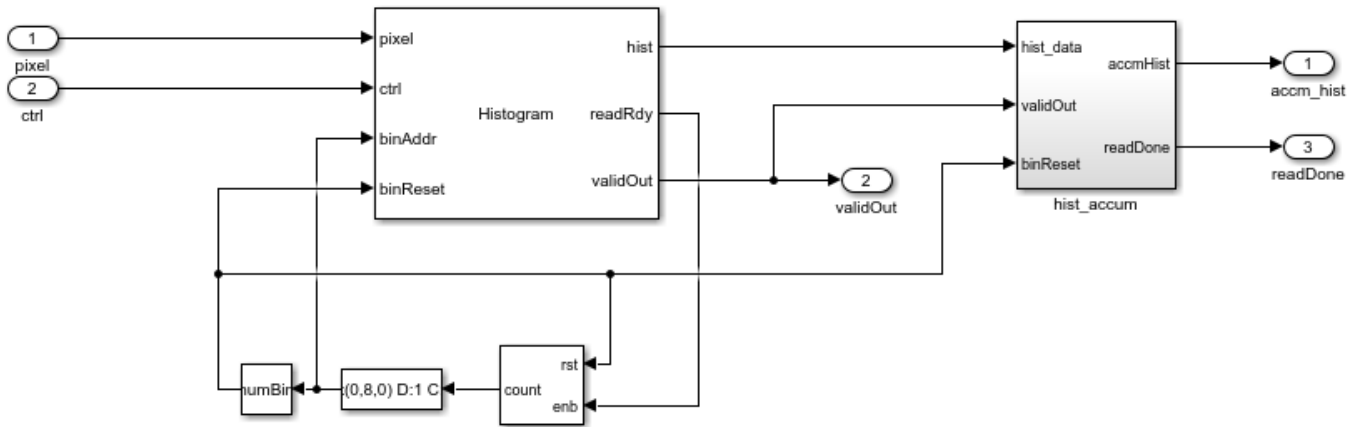 1
pixel
2
ctrl
pixel
ctrl
binAddr
binReset
Histogram
hist
readRdy
validOut
2
validOut
hist_data
validOut
binReset
accmHist
readDone
hist_accum
1
accm_hist
3
readDone
numBin
:(0,8,0) D:1 C
count
rst
enb